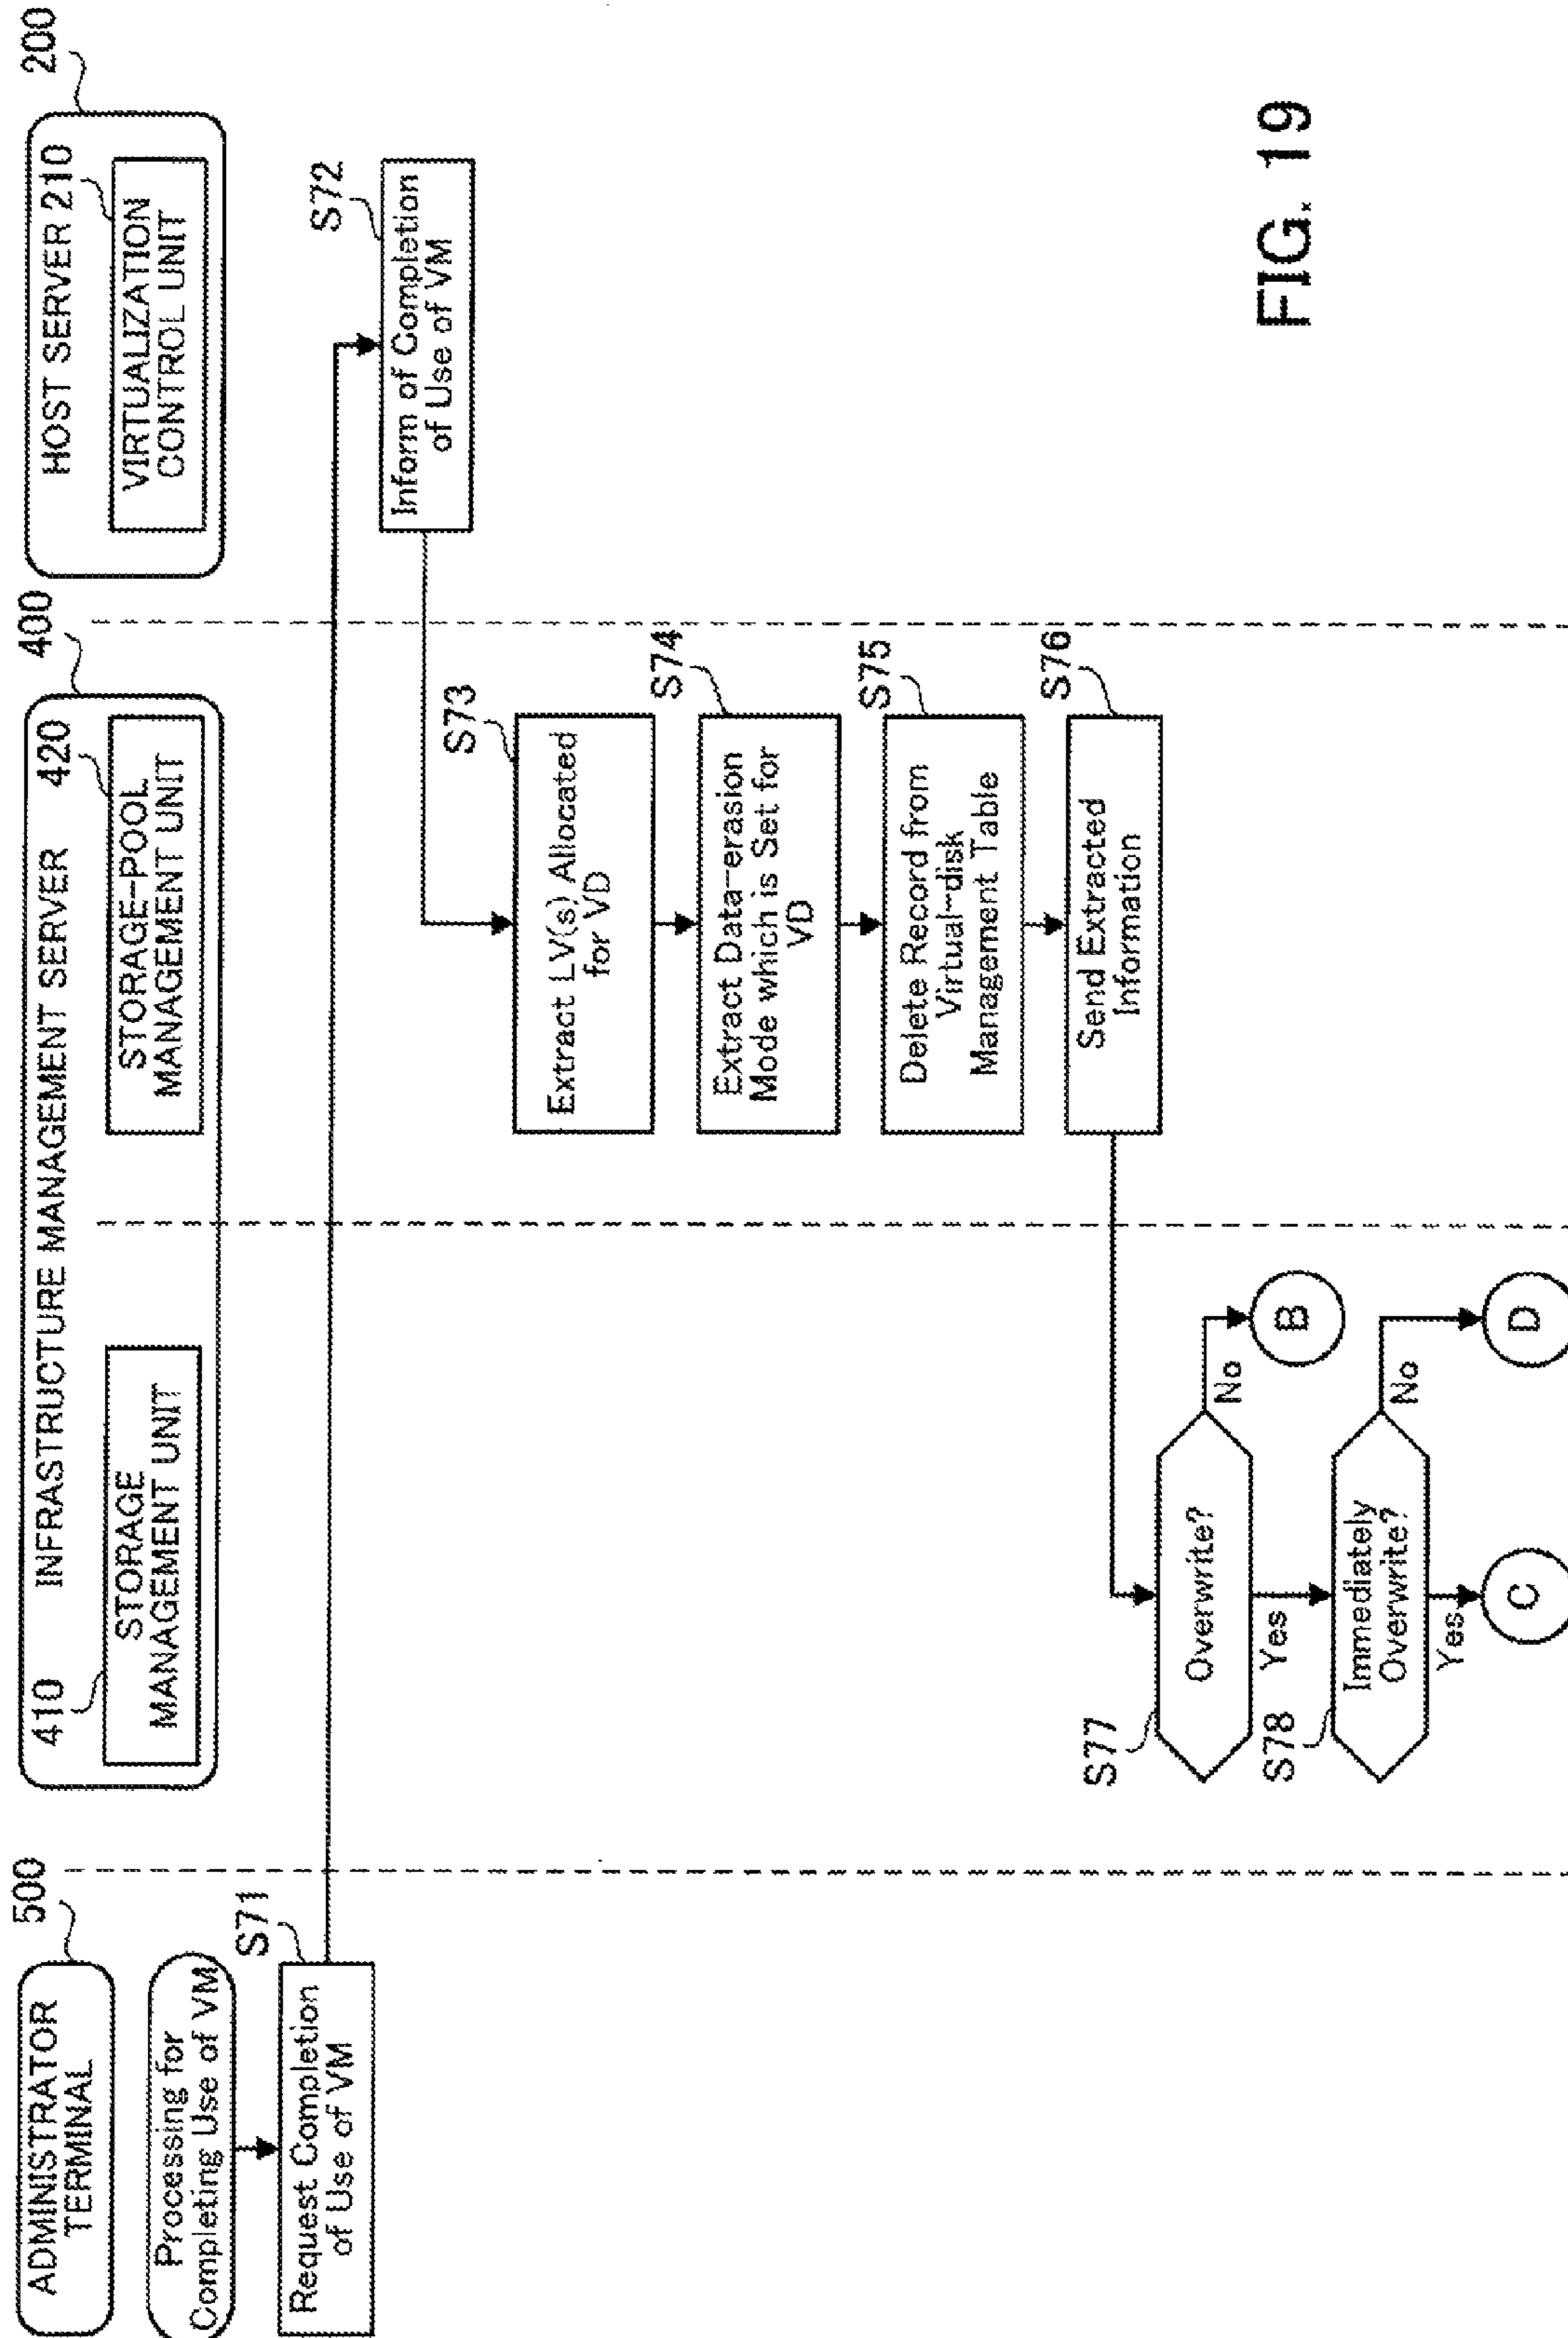 ADMINISTRATOR
TERMINAL
500
410
INFRASTRUCTURE MANAGEMENT SERVER
420
400
STORAGE
MANAGEMENT UNIT
STORAGE-POOL
MANAGEMENT UNIT
HOST SERVER 210
200
VIRTUALIZATION
CONTROL UNIT
Processing for
Completing Use of VM
S71
Request Completion
of Use of VM
S72
Inform of Completion
of Use of VM
S73
Extract LV(s) Allocated
for VD
S74
Extract Data-erasion
Mode which is Set for
VD
S75
Delete Record from
Virtual-disk
Management Table
S76
Send Extracted
Information
S77
Overwrite?
No
B
Yes
S78
Immediately
Overwrite?
No
D
Yes
C
FIG. 19